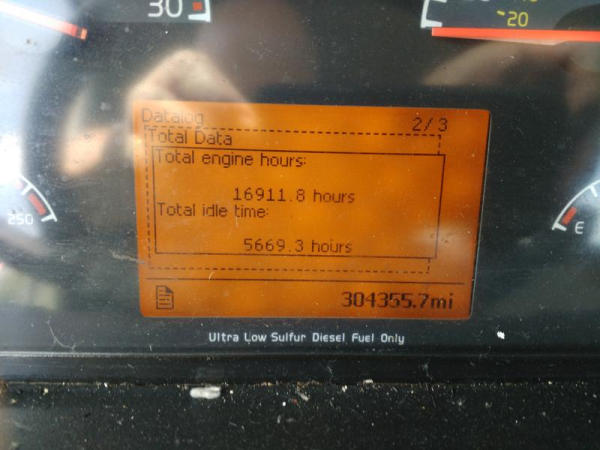 30
-20
Datalog 2/3
Total Data
Total engine hours:
16911.8 hours
Total idle time:
5669.3 hours
250
E
304355.7mi
Ultra Low Sulfur Diesel Fuel Only